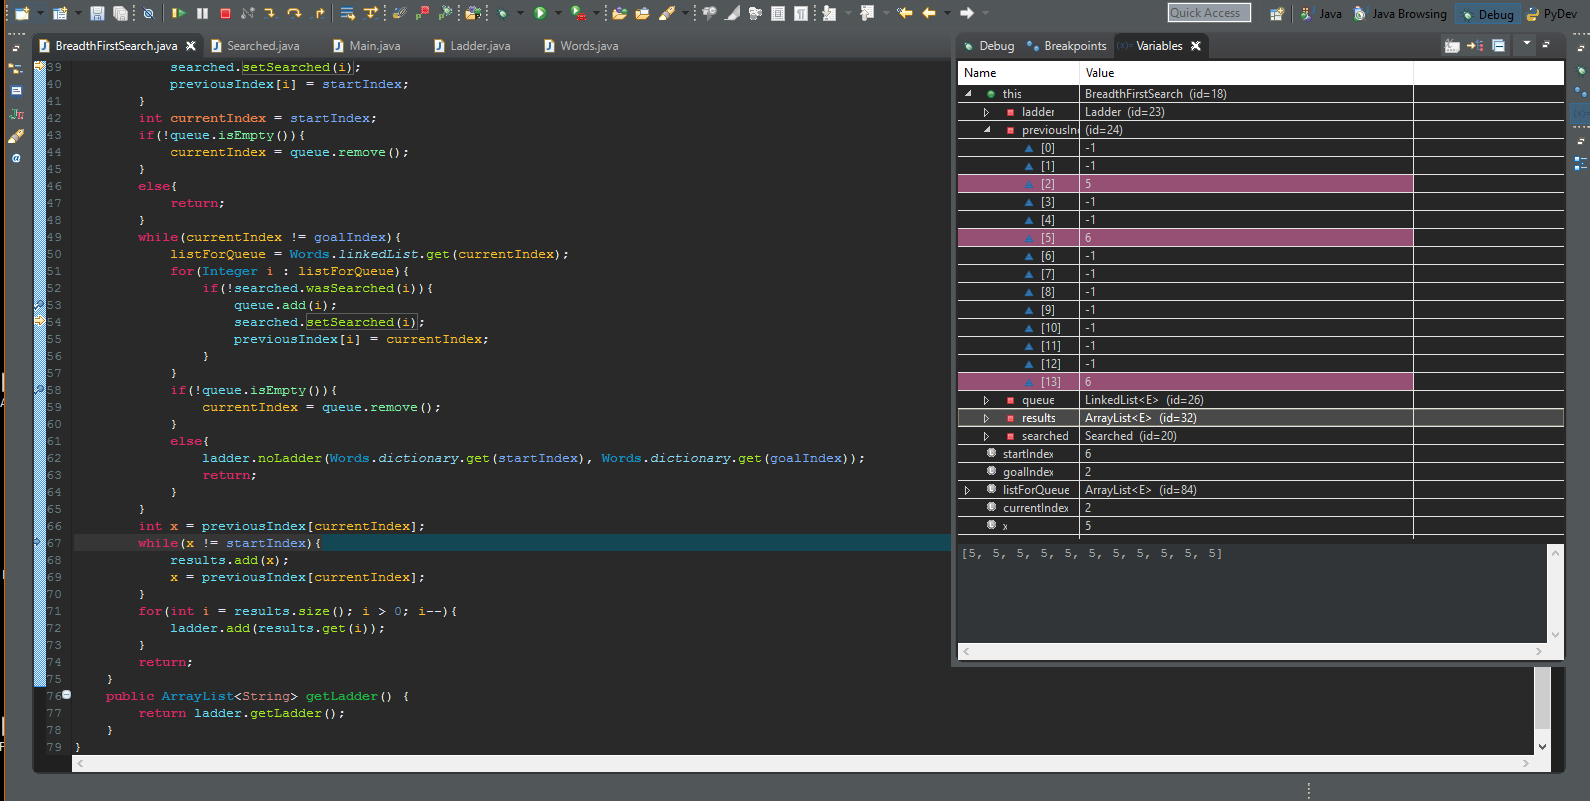 Quick Access
Java
Java Browsing
Debug
PyDev
BreadthFirstSearch.java
Searched.java
Main.java
Ladder.java
Words.java
39 searched.setSearched(i);
40 previousIndex[i] = startIndex;
41 }
42 int currentIndex = startIndex;
43 if(!queue.isEmpty()){
44 currentIndex = queue.remove();
45 }
46 else{
47 return;
48 }
49 while(currentIndex != goalIndex){
50 listForQueue = Words.linkedList.get(currentIndex);
51 for(Integer i : listForQueue){
52 if(!searched.wasSearched(i)){
53 queue.add(i);
54 searched.setSearched(i);
55 previousIndex[i] = currentIndex;
56 }
57 }
58 if(!queue.isEmpty()){
59 currentIndex = queue.remove();
60 }
61 else{
62 ladder.noLadder(Words.dictionary.get(startIndex), Words.dictionary.get(goalIndex));
63 return;
64 }
65 }
66 int x = previousIndex[currentIndex];
67 while(x != startIndex){
68 results.add(x);
69 x = previousIndex[currentIndex];
70 }
71 for(int i = results.size(); i > 0; i--){
72 ladder.add(results.get(i));
73 }
74 return;
75 }
76 public ArrayList<String> getLadder() {
77 return ladder.getLadder();
78 }
79 }
Debug
Breakpoints
(x)= Variables
Name Value
this BreadthFirstSearch (id=18)
ladder Ladder (id=23)
previousIn (id=24)
[0] -1
[1] -1
[2] 5
[3] -1
[4] -1
[5] 6
[6] -1
[7] -1
[8] -1
[9] -1
[10] -1
[11] -1
[12] -1
[13] 6
queue LinkedList<E> (id=26)
results ArrayList<E> (id=32)
searched Searched (id=20)
startIndex 6
goalIndex 2
listForQueue ArrayList<E> (id=84)
currentIndex 2
x 5
[5, 5, 5, 5, 5, 5, 5, 5, 5, 5, 5]